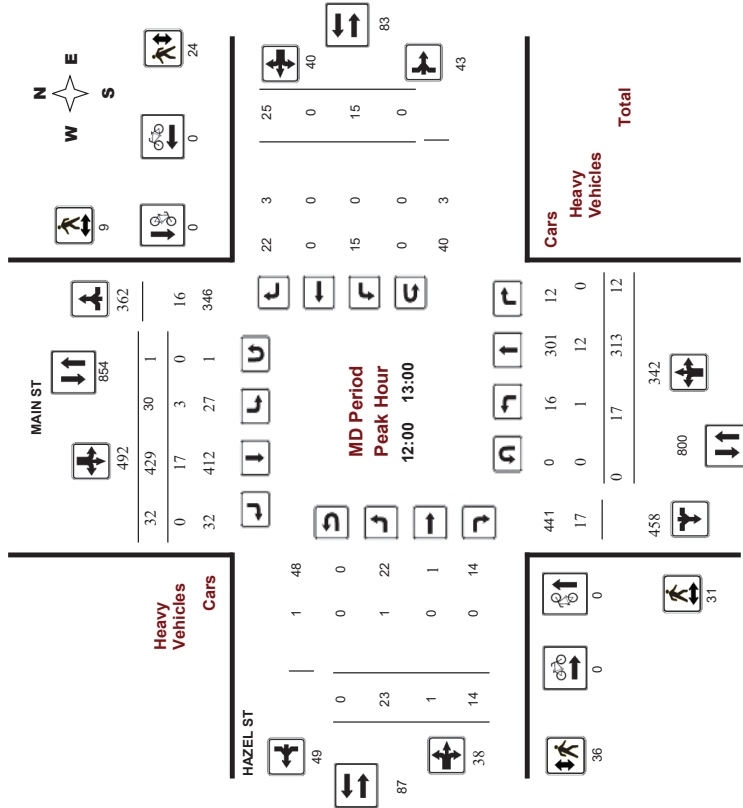 N
W E
S
24
0
0
9
MAIN ST
854
492
362
32 429 30 1
0 17 3 0 16
32 412 27 1 346
Heavy
Vehicles
Cars
83
40
43
22 3 25
0 0 0
15 0 15
0 0 0
40 3
MD Period
Peak Hour
12:00 13:00
HAZEL ST
49
87
38
1 48
0 0 0
23 1 22
1 0 1
14 0 14
Cars
Heavy
Vehicles
Total
441 0 16 301 12
17 0 1 12 0
0 17 313 12
458
342
800
0
0
36
31